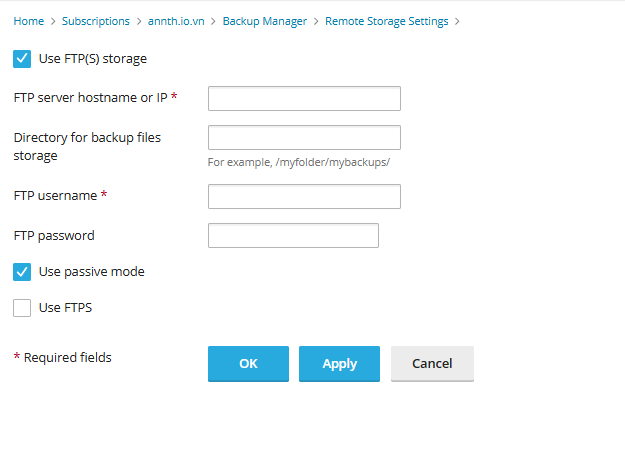 Home > Subscriptions > annth.io.vn > Backup Manager > Remote Storage Settings >
Use FTP(S) storage
FTP server hostname or IP *
Directory for backup files
storage
For example, /myfolder/mybackups/
FTP username *
FTP password
Use passive mode
Use FTPS
* Required fields
OK
Apply
Cancel